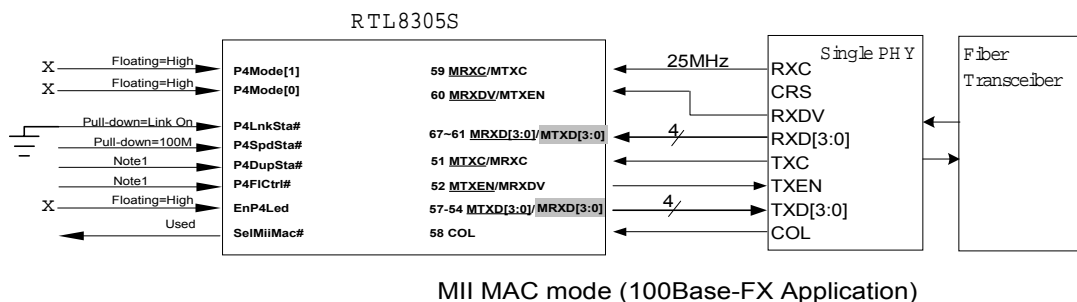 RTL8305S
X Floating=High P4Mode[1] 59 MRXC/MTXC 25MHz RXC Single PHY Fiber
X Floating=High P4Mode[0] 60 MRXDV/MTXEN CRS Transceiber
RXDV
Pull-down=Link On P4LnkSta# 67~61 MRXD[3:0]/MTXD[3:0] 4 RXD[3:0]
Pull-down=100M P4SpdSta#
Note1 P4DupSta# 51 MTXC/MRXC TXC
Note1 P4FlCtrl# 52 MTXEN/MRXDV TXEN
X Floating=High EnP4Led 57-54 MTXD[3:0]/MRXD[3:0] 4 TXD[3:0]
Used SelMiiMac# 58 COL COL
MII MAC mode (100Base-FX Application)